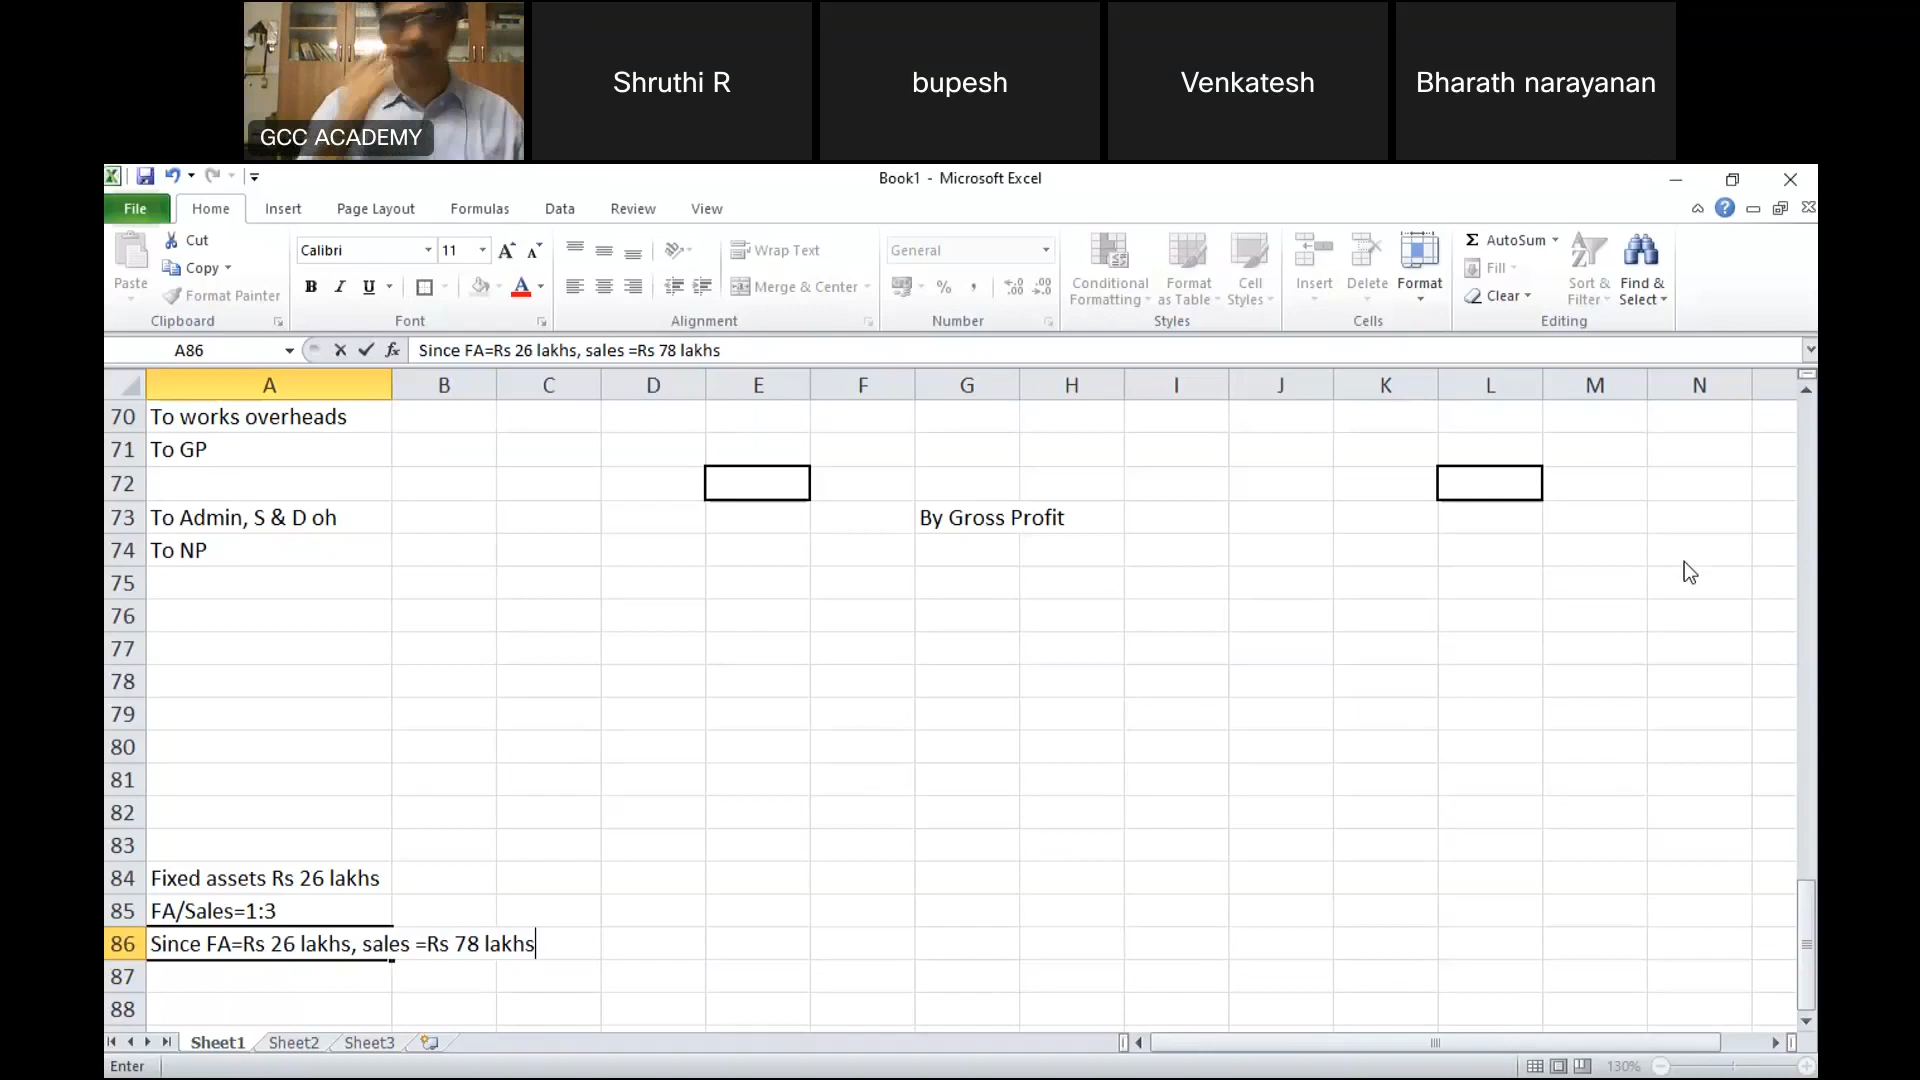 GCC ACADEMY
Shruthi R
bupesh
Venkatesh
Bharath narayanan
Book1 - Microsoft Excel
File Home Insert Page Layout Formulas Data Review View
Paste
Cut
Copy
Format Painter
Clipboard
Calibri 11
B I U A
Font
Wrap Text
Merge & Center
Alignment
General
%
Number
Conditional Formatting
Format as Table
Cell Styles
Styles
Insert Delete Format
Cells
Σ AutoSum
Fill
Clear
Sort & Filter
Find & Select
Editing
A86 fx Since FA=Rs 26 lakhs, sales =Rs 78 lakhs
A B C D E F G H I J K L M N
70 To works overheads
71 To GP
72
73 To Admin, S & D oh By Gross Profit
74 To NP
75
76
77
78
79
80
81
82
83
84 Fixed assets Rs 26 lakhs
85 FA/Sales=1:3
86 Since FA=Rs 26 lakhs, sales =Rs 78 lakhs
87
88
Sheet1 Sheet2 Sheet3
Enter 130%